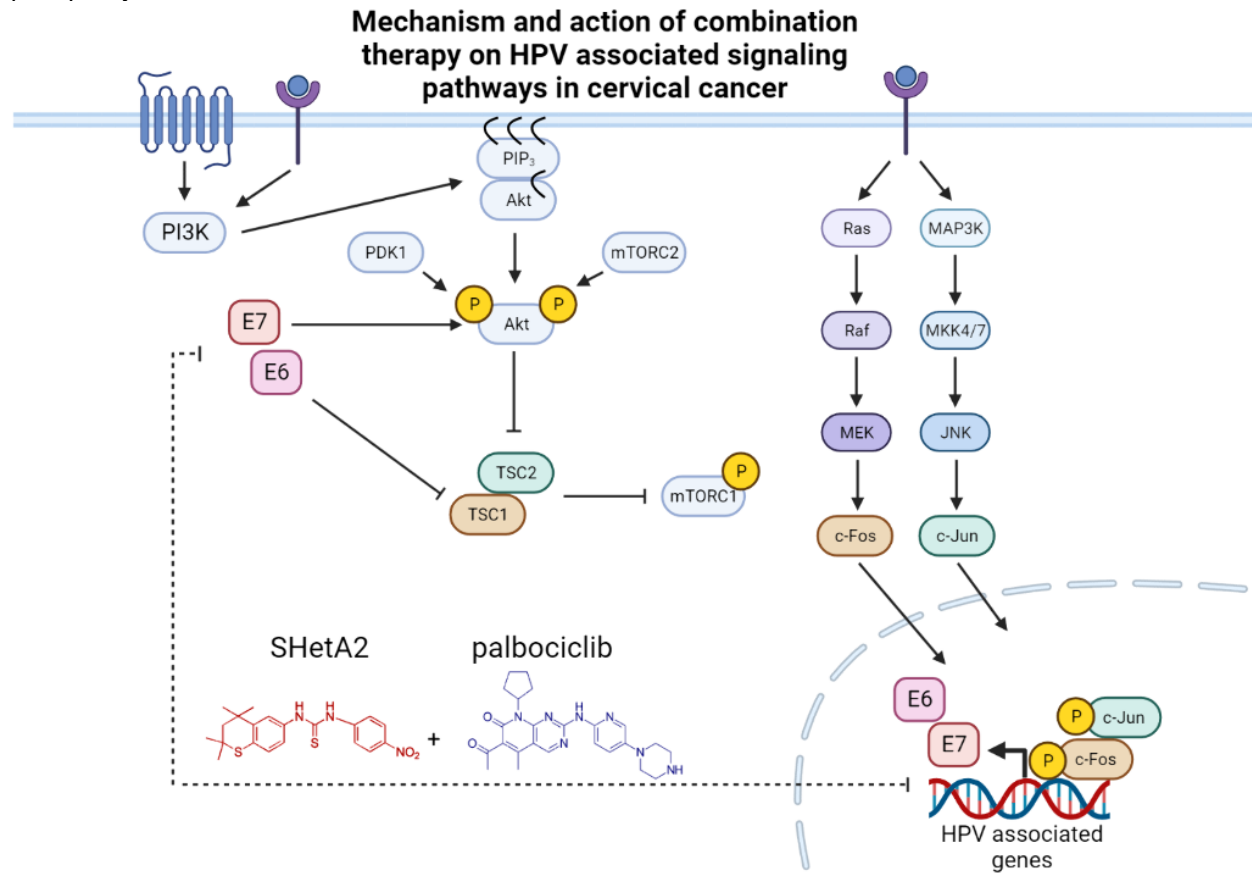 Mechanism and action of combination
therapy on HPV associated signaling
pathways in cervical cancer
PIP₃
Akt
PI3K
PDK1
mTORC2
P
P
Akt
E7
E6
TSC2
TSC1
P
mTORC1
Ras
MAP3K
Raf
MKK4/7
MEK
JNK
c-Fos
c-Jun
SHetA2
palbociclib
H
N
H
N
S
S
NO₂
+
O
N
N
H
N
N
O
N
N
NH
E6
E7
P
c-Jun
P
c-Fos
HPV associated
genes